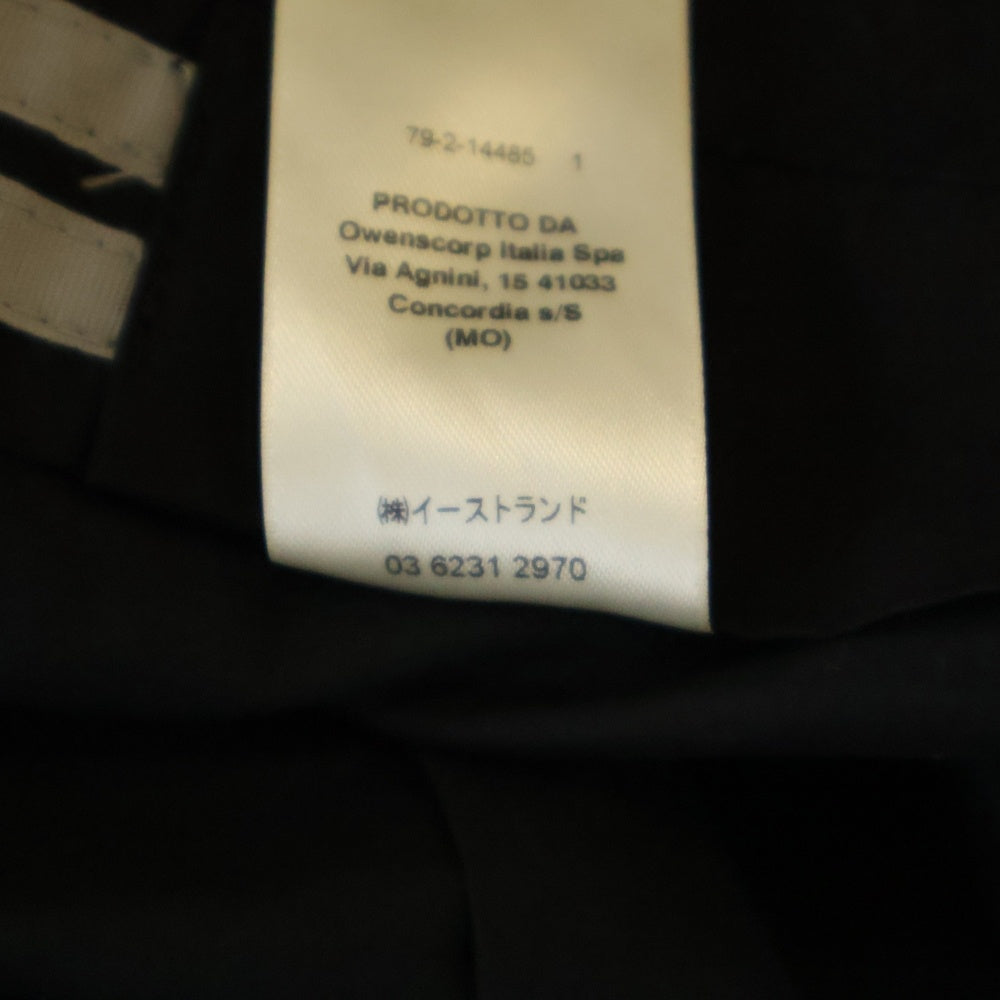 79-2-14485 1
PRODOTTO DA
Owenscorp Italia Spa
Via Agnini, 15 41033
Concordia s/S
(MO)
㈱イーストランド
03 6231 2970